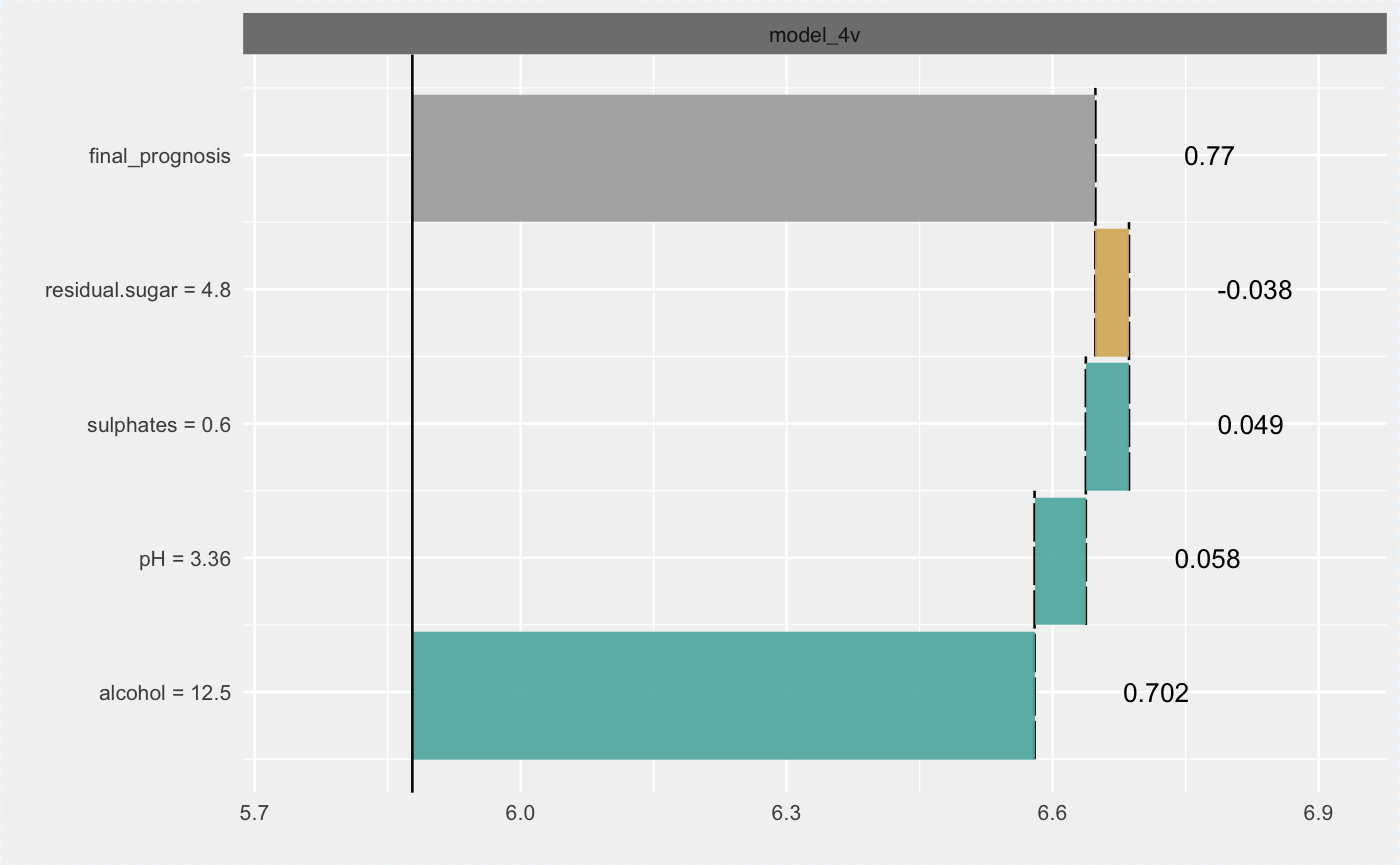 model_4v
final_prognosis
0.77
residual.sugar = 4.8
-0.038
sulphates = 0.6
0.049
pH = 3.36
0.058
alcohol = 12.5
0.702
5.7 6.0 6.3 6.6 6.9